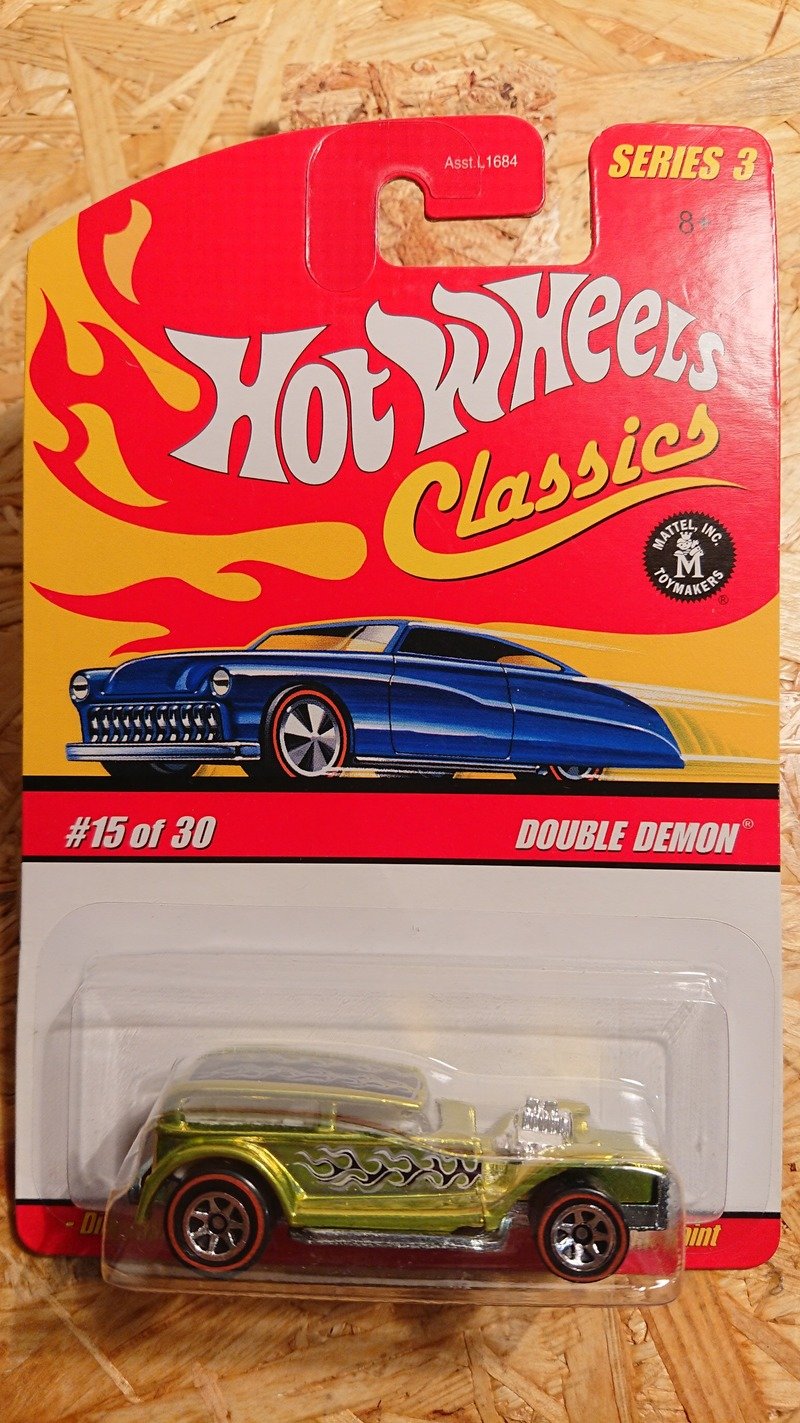 Asst.L1684
SERIES 3
8+
Hot Wheels
Classics
MATTEL, INC.
M
TOYMAKERS
®
#15 of 30
DOUBLE DEMON®